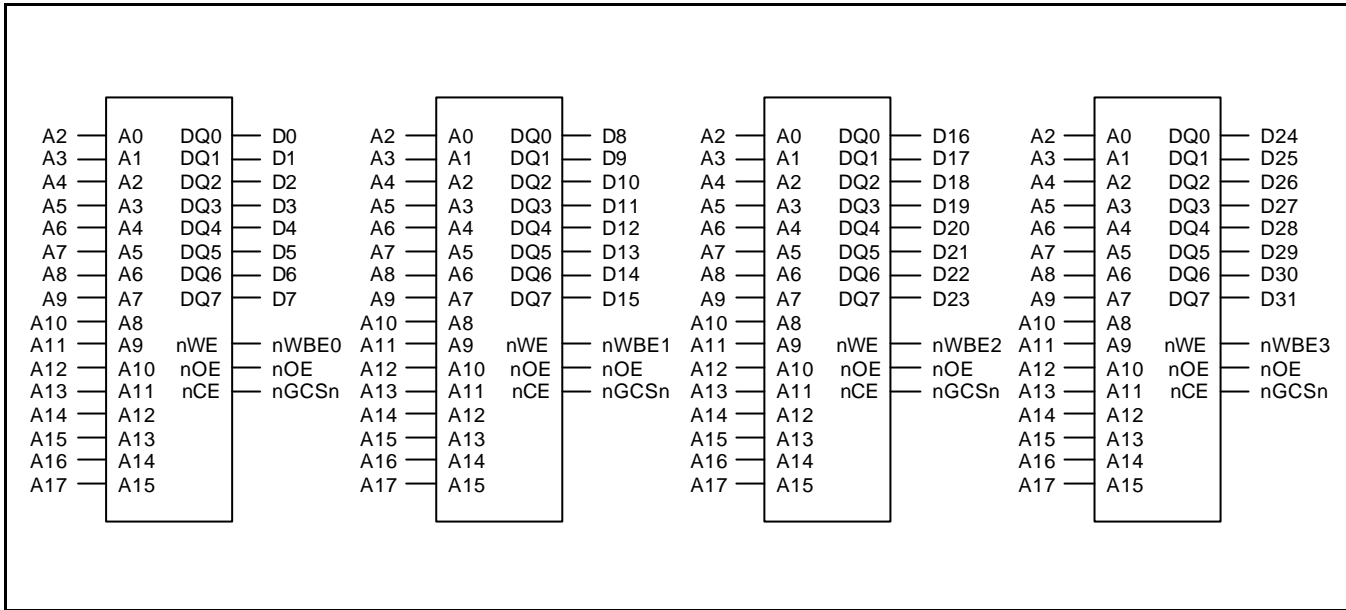 A2 A0 DQ0 D0 A2 A0 DQ0 D8 A2 A0 DQ0 D16 A2 A0 DQ0 D24
A3 A1 DQ1 D1 A3 A1 DQ1 D9 A3 A1 DQ1 D17 A3 A1 DQ1 D25
A4 A2 DQ2 D2 A4 A2 DQ2 D10 A4 A2 DQ2 D18 A4 A2 DQ2 D26
A5 A3 DQ3 D3 A5 A3 DQ3 D11 A5 A3 DQ3 D19 A5 A3 DQ3 D27
A6 A4 DQ4 D4 A6 A4 DQ4 D12 A6 A4 DQ4 D20 A6 A4 DQ4 D28
A7 A5 DQ5 D5 A7 A5 DQ5 D13 A7 A5 DQ5 D21 A7 A5 DQ5 D29
A8 A6 DQ6 D6 A8 A6 DQ6 D14 A8 A6 DQ6 D22 A8 A6 DQ6 D30
A9 A7 DQ7 D7 A9 A7 DQ7 D15 A9 A7 DQ7 D23 A9 A7 DQ7 D31
A10 A8 A10 A8 A10 A8 A10 A8
A11 A9 nWE nWBE0 A11 A9 nWE nWBE1 A11 A9 nWE nWBE2 A11 A9 nWE nWBE3
A12 A10 nOE nOE A12 A10 nOE nOE A12 A10 nOE nOE A12 A10 nOE nOE
A13 A11 nCE nGCSn A13 A11 nCE nGCSn A13 A11 nCE nGCSn A13 A11 nCE nGCSn
A14 A12 A14 A12 A14 A12 A14 A12
A15 A13 A15 A13 A15 A13 A15 A13
A16 A14 A16 A14 A16 A14 A16 A14
A17 A15 A17 A15 A17 A15 A17 A15